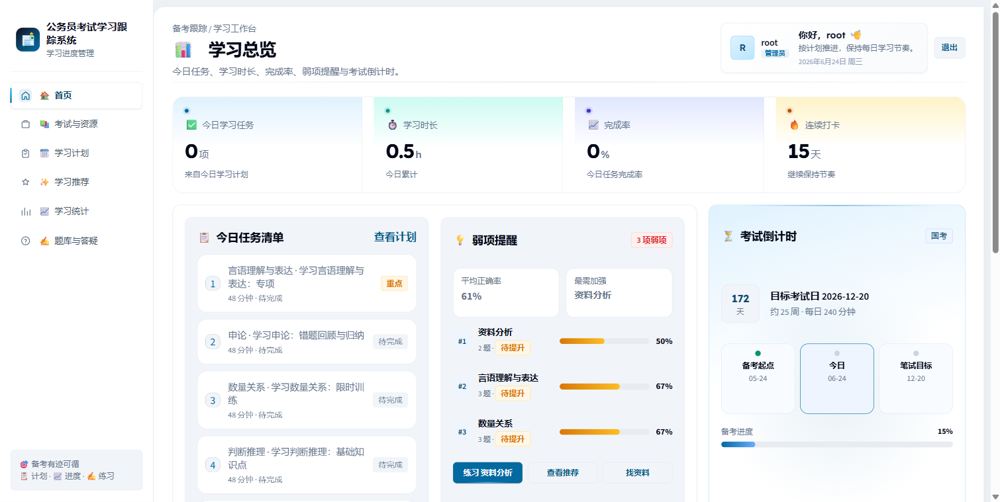 公务员考试学习跟
踪系统
学习进度管理
首页
考试与资源
学习计划
学习推荐
学习统计
题库与答疑
备考有迹可循
计划 · 进度 · 练习
备考跟踪 / 学习工作台
学习总览
今日任务、学习时长、完成率、弱项提醒与考试倒计时。
R
root
管理员
你好，root
按计划推进，保持每日学习节奏。
2026年6月24日 周三
退出
今日学习任务
0项
来自今日学习计划
学习时长
0.5h
今日累计
完成率
0%
今日任务完成率
连续打卡
15天
继续保持节奏
今日任务清单
查看计划
1
言语理解与表达 · 学习言语理解与
表达：专项
48 分钟 · 待完成
重点
2
申论 · 学习申论：错题回顾与归纳
48 分钟 · 待完成
待完成
3
数量关系 · 学习数量关系：限时训
练
48 分钟 · 待完成
待完成
4
判断推理 · 学习判断推理：基础知
识点
48 分钟 · 待完成
待完成
弱项提醒
3 项弱项
平均正确率
61%
最需加强
资料分析
#1
资料分析
2 题 · 待提升
50%
#2
言语理解与表达
3 题 · 待提升
67%
#3
数量关系
3 题 · 待提升
67%
练习 资料分析
查看推荐
找资料
考试倒计时
国考
172
天
目标考试日 2026-12-20
约 25 周 · 每日 240 分钟
备考起点
05-24
今日
06-24
笔试目标
12-20
备考进度
15%